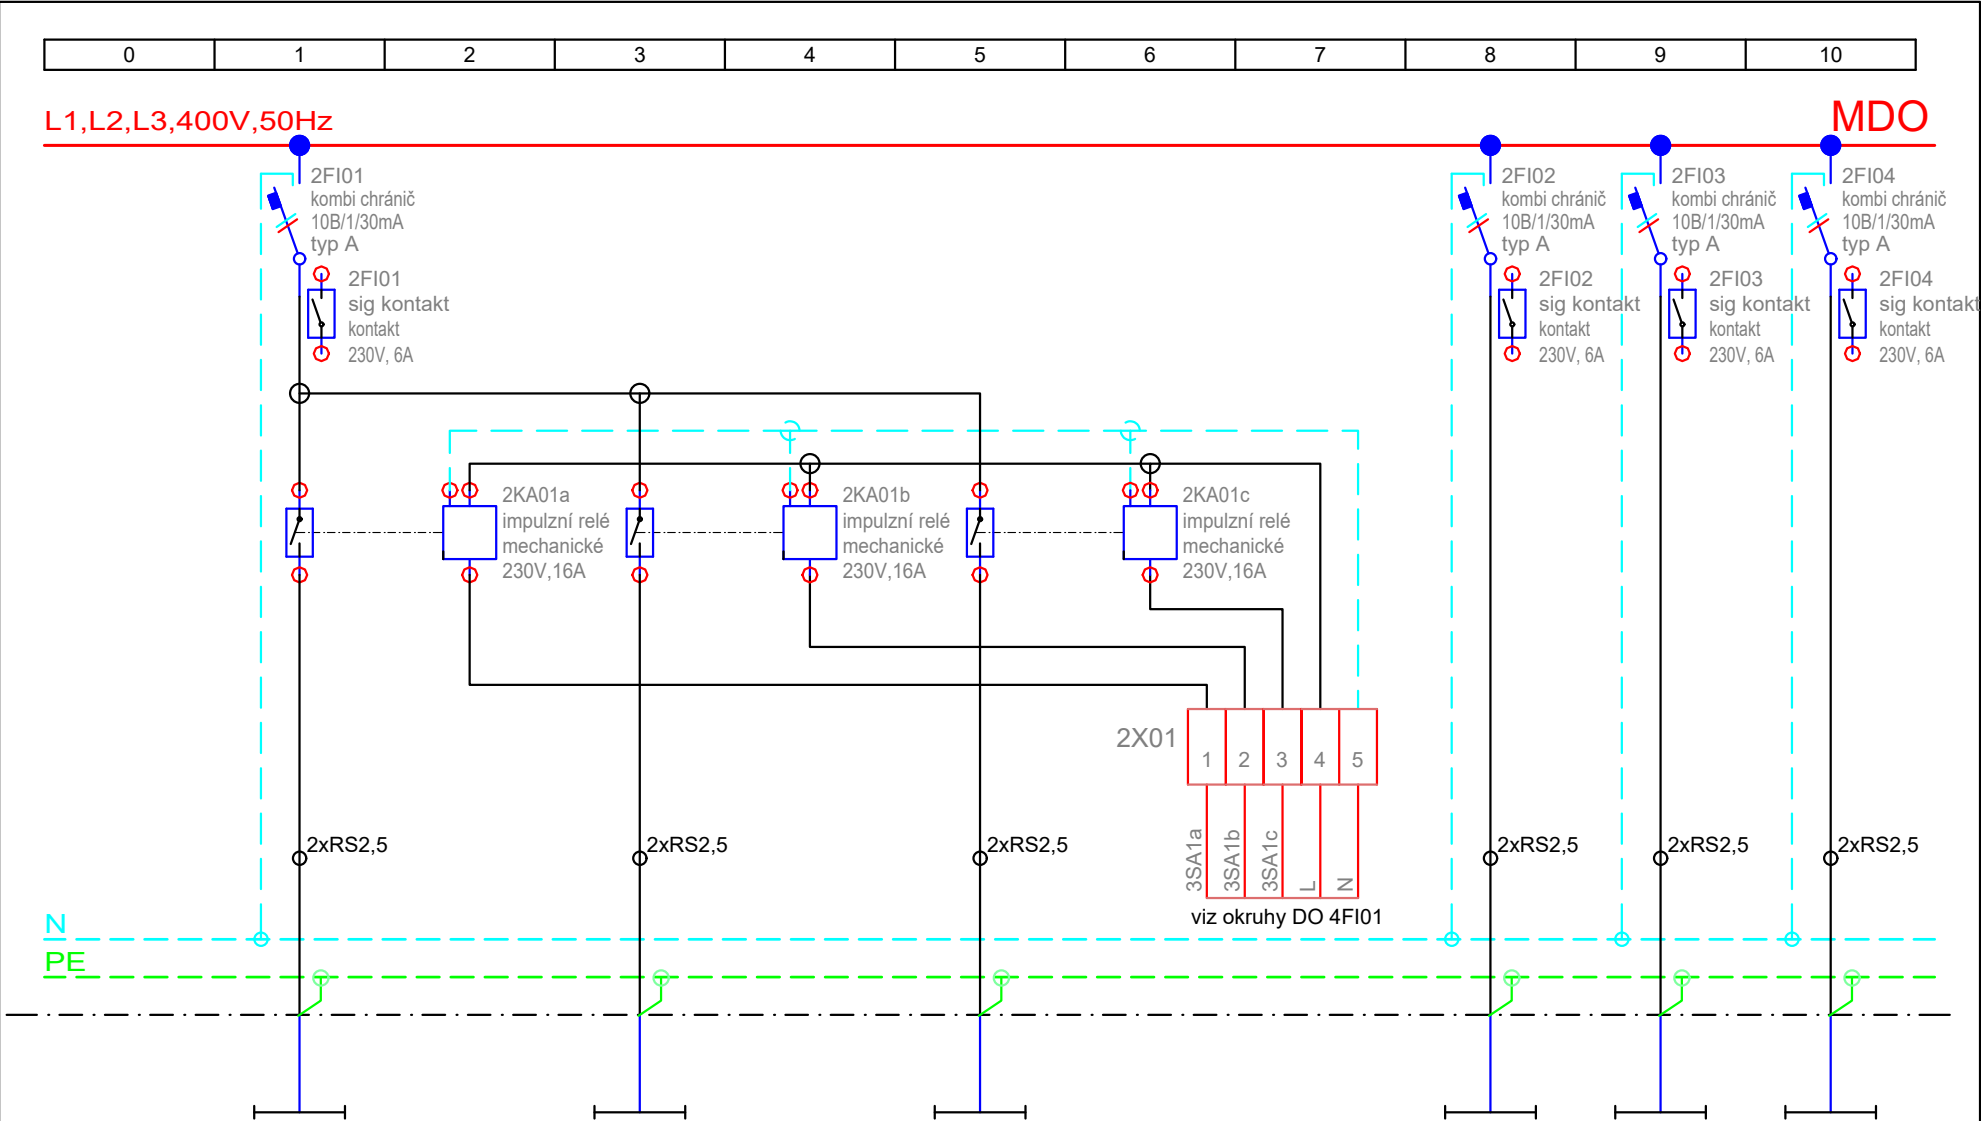 0 1 2 3 4 5 6 7 8 9 10
L1,L2,L3,400V,50Hz
MDO
2FI01
kombi chránič
10B/1/30mA
typ A
2FI01
sig kontakt
kontakt
230V, 6A
2FI02
kombi chránič
10B/1/30mA
typ A
2FI02
sig kontakt
kontakt
230V, 6A
2FI03
kombi chránič
10B/1/30mA
typ A
2FI03
sig kontakt
kontakt
230V, 6A
2FI04
kombi chránič
10B/1/30mA
typ A
2FI04
sig kontakt
kontakt
230V, 6A
2KA01a
impulzní relé
mechanické
230V,16A
2KA01b
impulzní relé
mechanické
230V,16A
2KA01c
impulzní relé
mechanické
230V,16A
2X01
1 2 3 4 5
3SA1a
3SA1b
3SA1c
L
N
viz okruhy DO 4FI01
2xRS2,5
2xRS2,5
2xRS2,5
2xRS2,5
2xRS2,5
2xRS2,5
N
PE